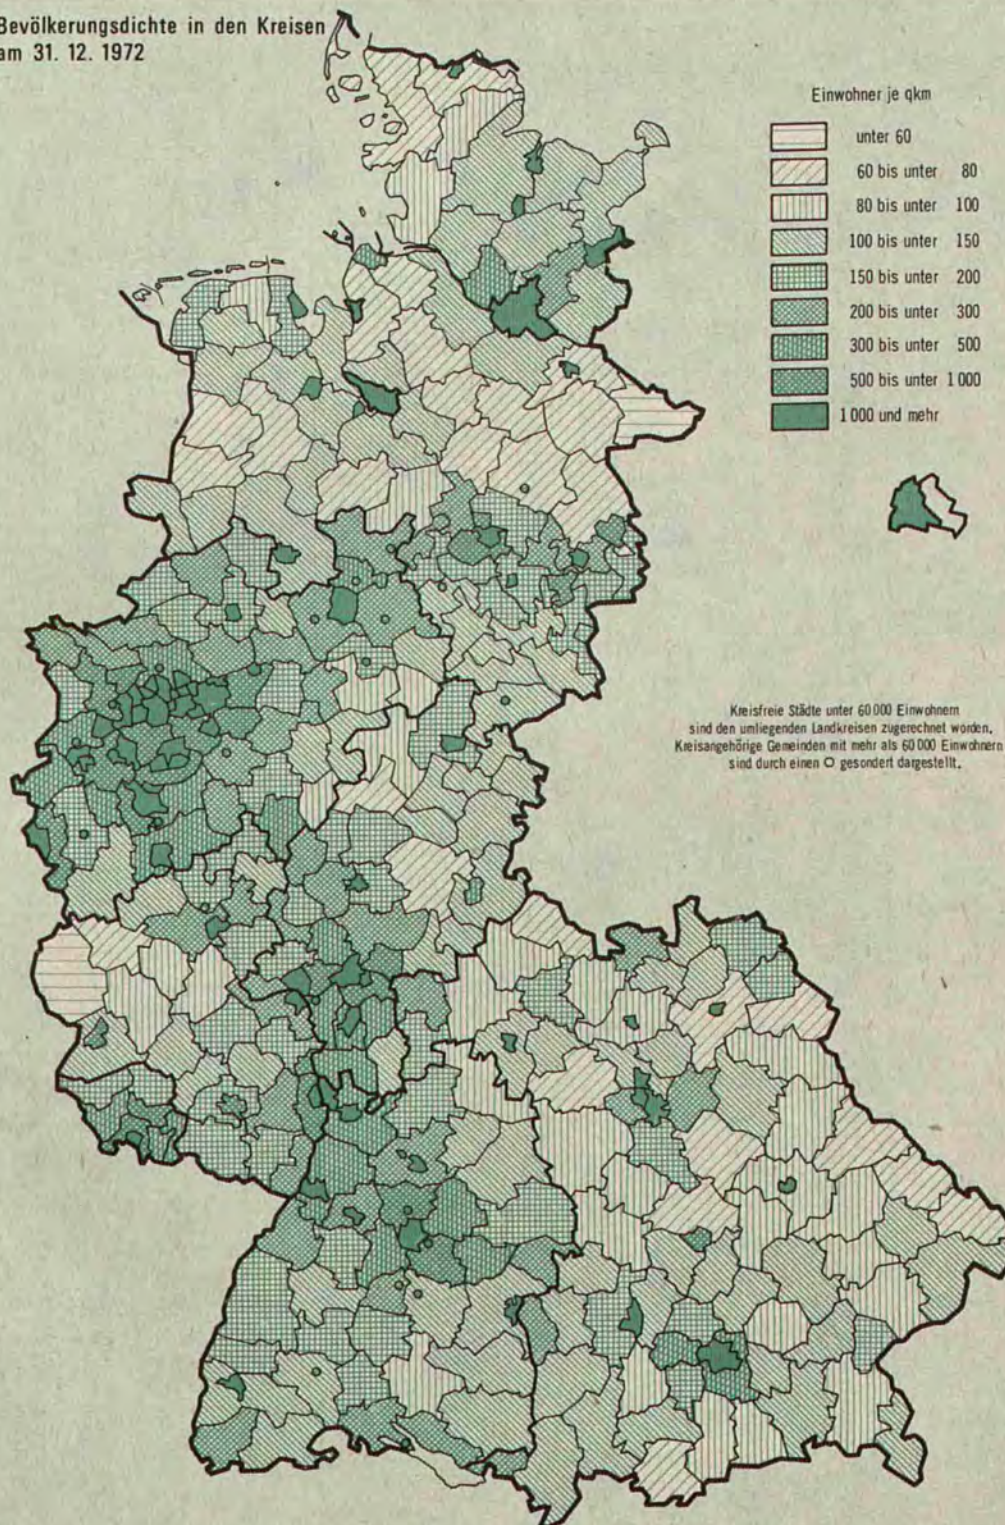 Bevölkerungsdichte in den Kreisen
am 31. 12. 1972
Einwohner je qkm
unter 60
60 bis unter 80
80 bis unter 100
100 bis unter 150
150 bis unter 200
200 bis unter 300
300 bis unter 500
500 bis unter 1 000
1 000 und mehr
Kreisfreie Städte unter 60 000 Einwohnern
sind den umliegenden Landkreisen zugerechnet worden.
Kreisangehörige Gemeinden mit mehr als 60 000 Einwohnern
sind durch einen O gesondert dargestellt.